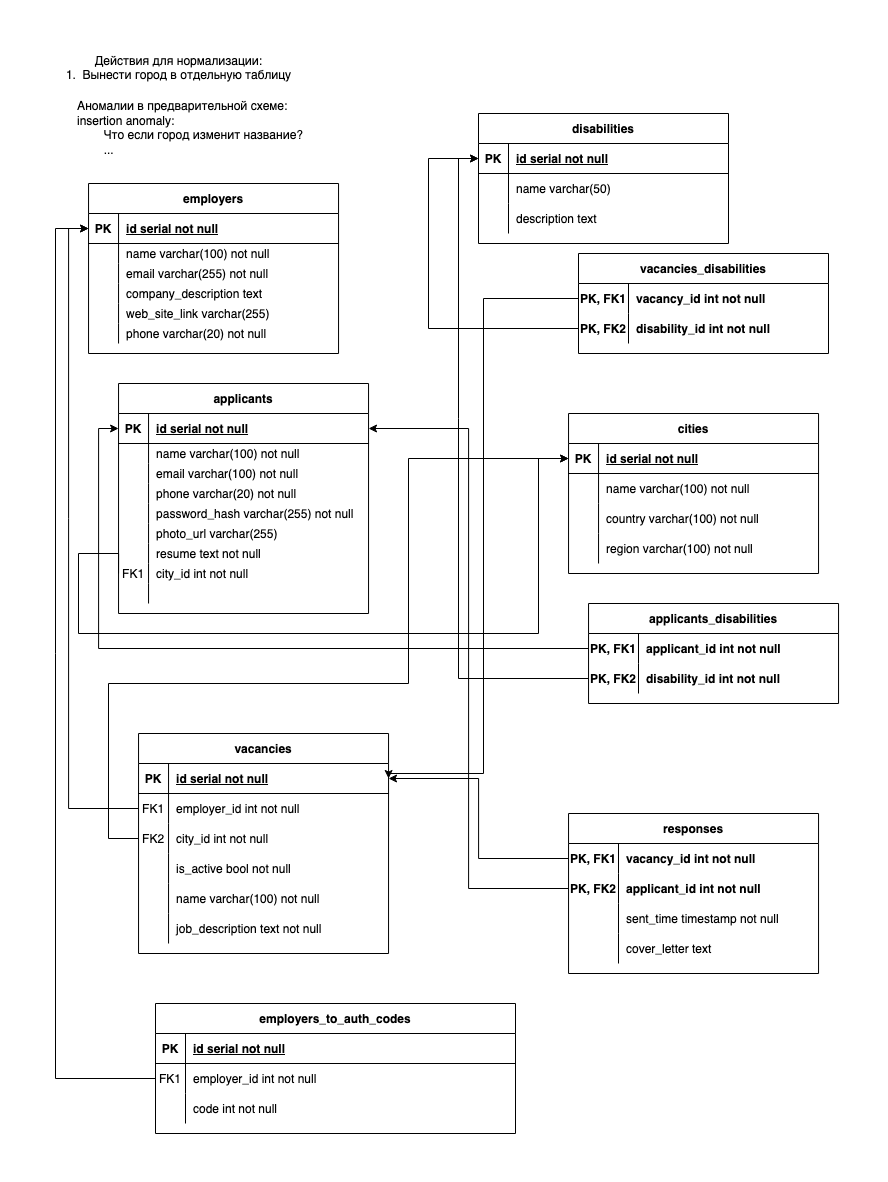 Действия для нормализации:
1. Вынести город в отдельную таблицу
Аномалии в предварительной схеме:
insertion anomaly:
Что если город изменит название?
...
disabilities
PK id serial not null
name varchar(50)
description text
employers
PK id serial not null
name varchar(100) not null
email varchar(255) not null
company_description text
web_site_link varchar(255)
phone varchar(20) not null
vacancies_disabilities
PK, FK1 vacancy_id int not null
PK, FK2 disability_id int not null
applicants
PK id serial not null
name varchar(100) not null
email varchar(100) not null
phone varchar(20) not null
password_hash varchar(255) not null
photo_url varchar(255)
resume text not null
FK1 city_id int not null
cities
PK id serial not null
name varchar(100) not null
country varchar(100) not null
region varchar(100) not null
applicants_disabilities
PK, FK1 applicant_id int not null
PK, FK2 disability_id int not null
vacancies
PK id serial not null
FK1 employer_id int not null
FK2 city_id int not null
is_active bool not null
name varchar(100) not null
job_description text not null
responses
PK, FK1 vacancy_id int not null
PK, FK2 applicant_id int not null
sent_time timestamp not null
cover_letter text
employers_to_auth_codes
PK id serial not null
FK1 employer_id int not null
code int not null